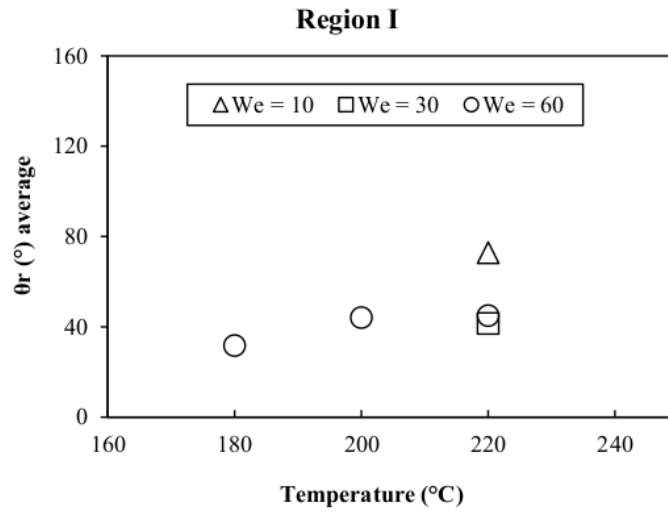 Region I
160
△We = 10 □We = 30 ○We = 60
120
θr (°) average
80
40
0
160 180 200 220 240
Temperature (°C)